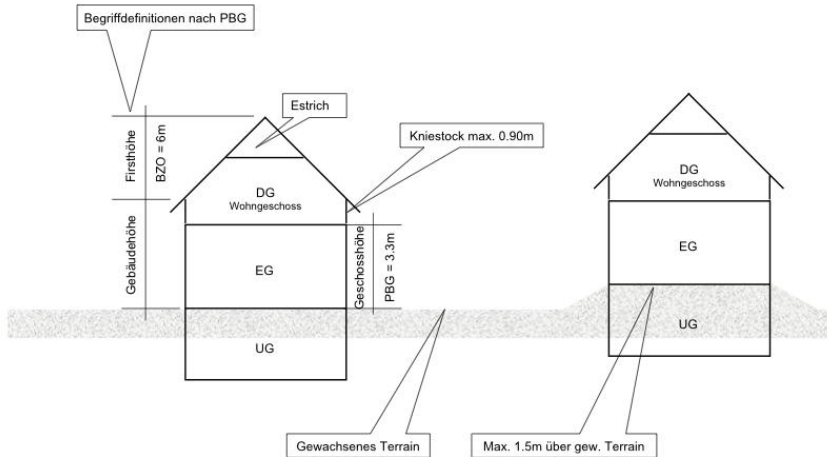 Begriffdefinitionen nach PBG
Estrich
Kniestock max. 0.90m
Firsthöhe
BZO = 6m
DG
Wohngeschoss
Gebäudehöhe
EG
Geschosshöhe
PBG = 3.3m
UG
DG
Wohngeschoss
EG
UG
Gewachsenes Terrain
Max. 1.5m über gew. Terrain